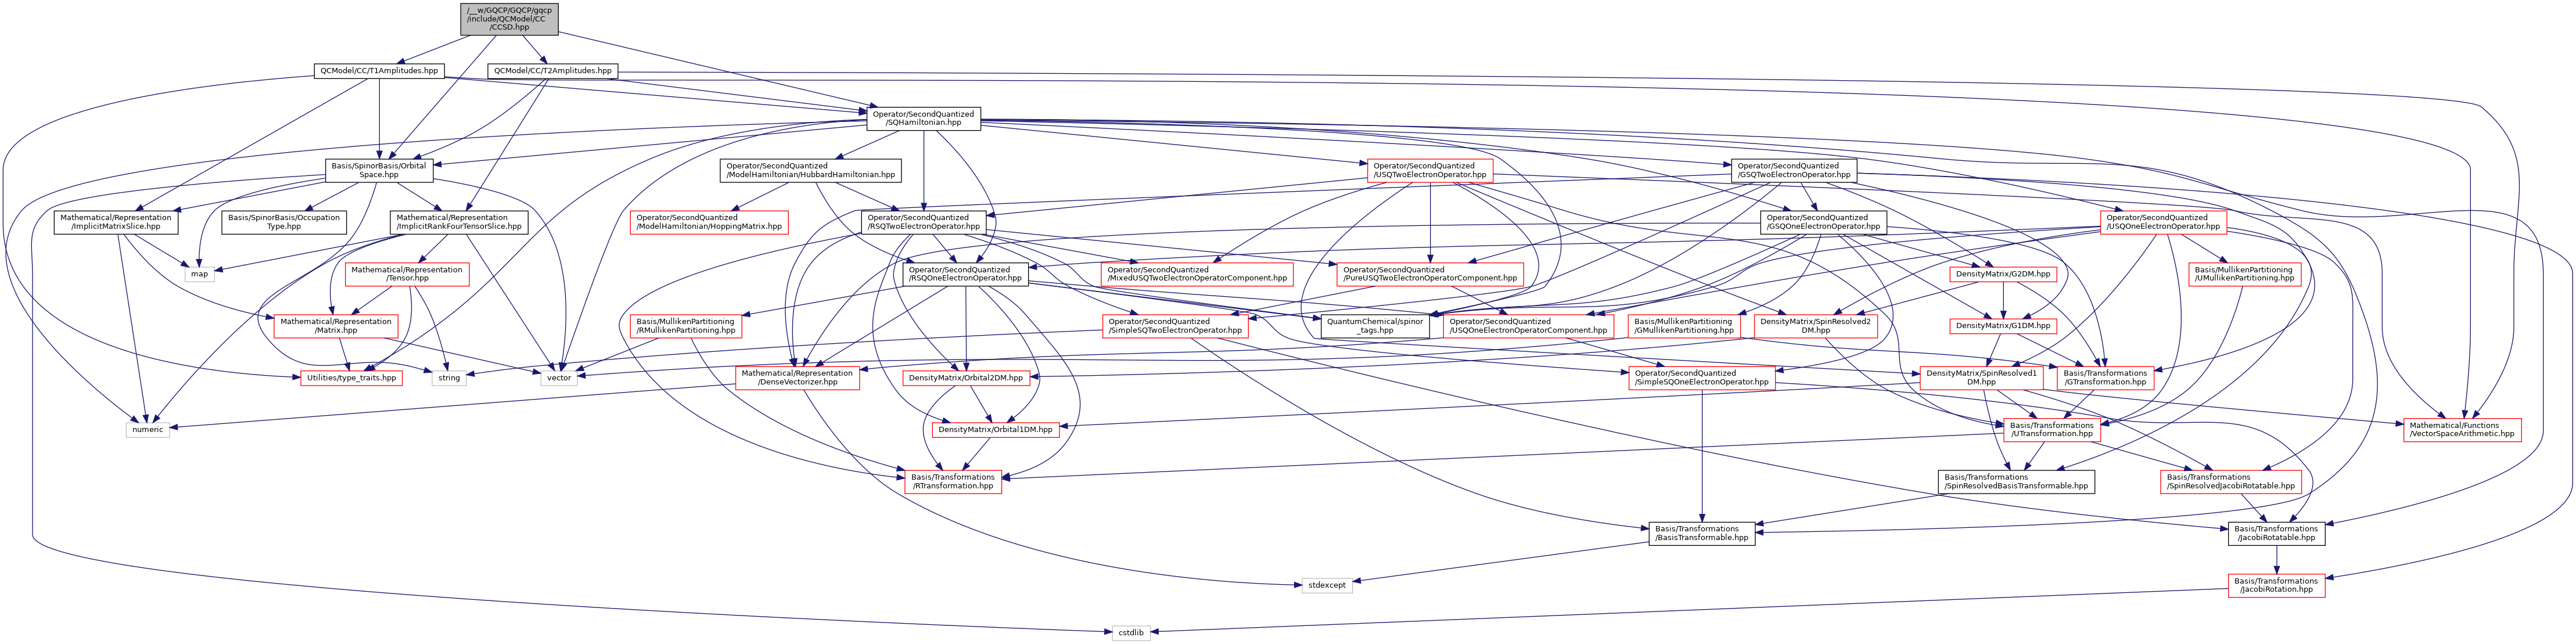 /__w/GQCP/GQCP/gqcp
/include/QCModel/CC
/CCSD.hpp
QCModel/CC/T1Amplitudes.hpp
QCModel/CC/T2Amplitudes.hpp
Operator/SecondQuantized
/SQHamiltonian.hpp
Basis/SpinorBasis/Orbital
Space.hpp
Operator/SecondQuantized
/ModelHamiltonian/HubbardHamiltonian.hpp
Operator/SecondQuantized
/USQTwoElectronOperator.hpp
Operator/SecondQuantized
/GSQTwoElectronOperator.hpp
Mathematical/Representation
/ImplicitMatrixSlice.hpp
Basis/SpinorBasis/Occupation
Type.hpp
Mathematical/Representation
/ImplicitRankFourTensorSlice.hpp
Operator/SecondQuantized
/ModelHamiltonian/HoppingMatrix.hpp
Operator/SecondQuantized
/RSQTwoElectronOperator.hpp
Operator/SecondQuantized
/GSQOneElectronOperator.hpp
Operator/SecondQuantized
/USQOneElectronOperator.hpp
map
Mathematical/Representation
/Tensor.hpp
Operator/SecondQuantized
/RSQOneElectronOperator.hpp
Operator/SecondQuantized
/MixedUSQTwoElectronOperatorComponent.hpp
Operator/SecondQuantized
/PureUSQTwoElectronOperatorComponent.hpp
DensityMatrix/G2DM.hpp
Basis/MullikenPartitioning
/UMullikenPartitioning.hpp
Mathematical/Representation
/Matrix.hpp
Basis/MullikenPartitioning
/RMullikenPartitioning.hpp
Operator/SecondQuantized
/SimpleSQTwoElectronOperator.hpp
QuantumChemical/spinor
_tags.hpp
Operator/SecondQuantized
/USQOneElectronOperatorComponent.hpp
Basis/MullikenPartitioning
/GMullikenPartitioning.hpp
DensityMatrix/SpinResolved2
DM.hpp
DensityMatrix/G1DM.hpp
Utilities/type_traits.hpp
string
vector
Mathematical/Representation
/DenseVectorizer.hpp
DensityMatrix/Orbital2DM.hpp
Operator/SecondQuantized
/SimpleSQOneElectronOperator.hpp
DensityMatrix/SpinResolved1
DM.hpp
Basis/Transformations
/GTransformation.hpp
numeric
DensityMatrix/Orbital1DM.hpp
Basis/Transformations
/UTransformation.hpp
Mathematical/Functions
/VectorSpaceArithmetic.hpp
Basis/Transformations
/RTransformation.hpp
Basis/Transformations
/SpinResolvedBasisTransformable.hpp
Basis/Transformations
/SpinResolvedJacobiRotatable.hpp
Basis/Transformations
/BasisTransformable.hpp
Basis/Transformations
/JacobiRotatable.hpp
stdexcept
Basis/Transformations
/JacobiRotation.hpp
cstdlib